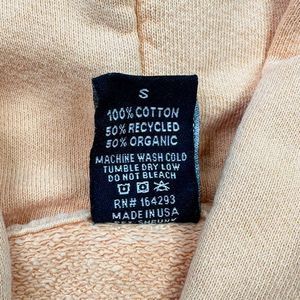 S
100% COTTON
50% RECYCLED
50% ORGANIC
MACHINE WASH COLD
TUMBLE DRY LOW
DO NOT BLEACH
RN# 164293
MADE IN USA